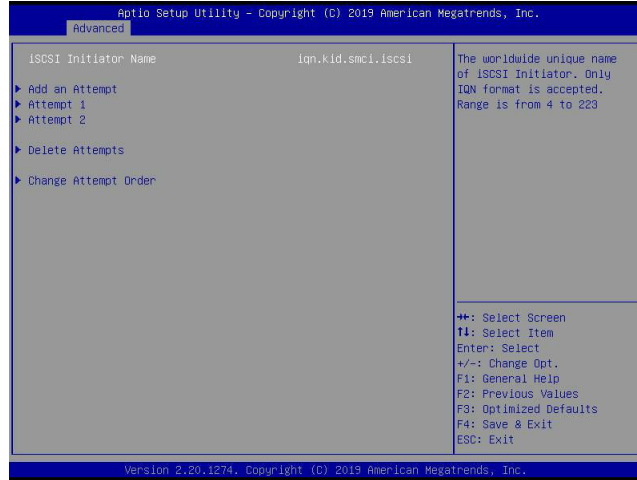 Aptio Setup Utility – Copyright (C) 2019 American Megatrends, Inc.
Advanced
iSCSI Initiator Name iqn.kid.smci.iscsi
▶ Add an Attempt
▶ Attempt 1
▶ Attempt 2
▶ Delete Attempts
▶ Change Attempt Order
The worldwide unique name
of iSCSI Initiator. Only
IQN format is accepted.
Range is from 4 to 223
→←: Select Screen
↑↓: Select Item
Enter: Select
+/-: Change Opt.
F1: General Help
F2: Previous Values
F3: Optimized Defaults
F4: Save & Exit
ESC: Exit
Version 2.20.1274. Copyright (C) 2019 American Megatrends, Inc.